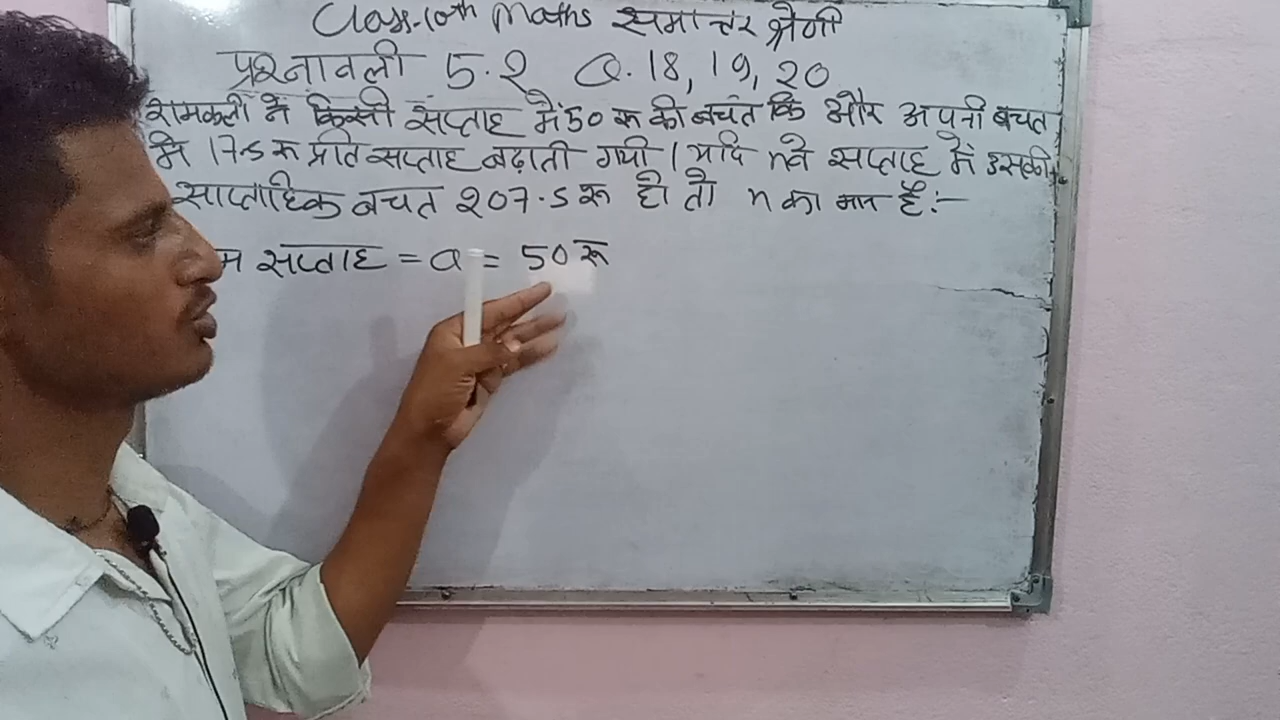 Class-10th Maths समान्तर श्रेणी
प्रश्नावली 5.2 Q.18, 19, 20
रामकली ने किसी सप्ताह में 50 रू की बचत कि और अपनी बचत
मे 17.5 रू प्रति सप्ताह बढ़ाती गयी। यदि nवे सप्ताह में उसकी
साप्ताहिक बचत 207.5 रू हो तो n का मान है:-
म सप्ताह = a = 50 रू